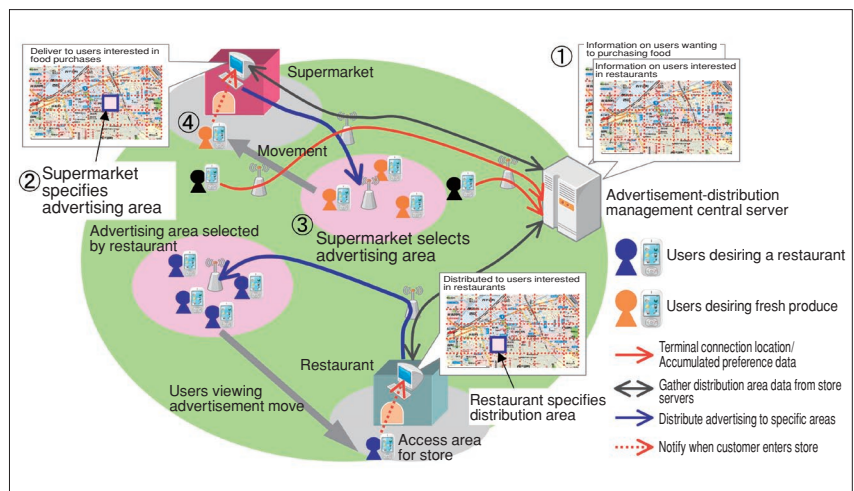 Deliver to users interested in
food purchases
Supermarket
①
Information on users wanting
to purchasing food
Information on users interested
in restaurants
④
Movement
② Supermarket
specifies
advertising area
③ Supermarket selects
advertising area
Advertisement-distribution
management central server
Advertising area selected
by restaurant
Users desiring a restaurant
Users desiring fresh produce
Distributed to users interested
in restaurants
Restaurant
Users viewing
advertisement move
Restaurant specifies
distribution area
Access area
for store
Terminal connection location/
Accumulated preference data
Gather distribution area data from store
servers
Distribute advertising to specific areas
Notify when customer enters store